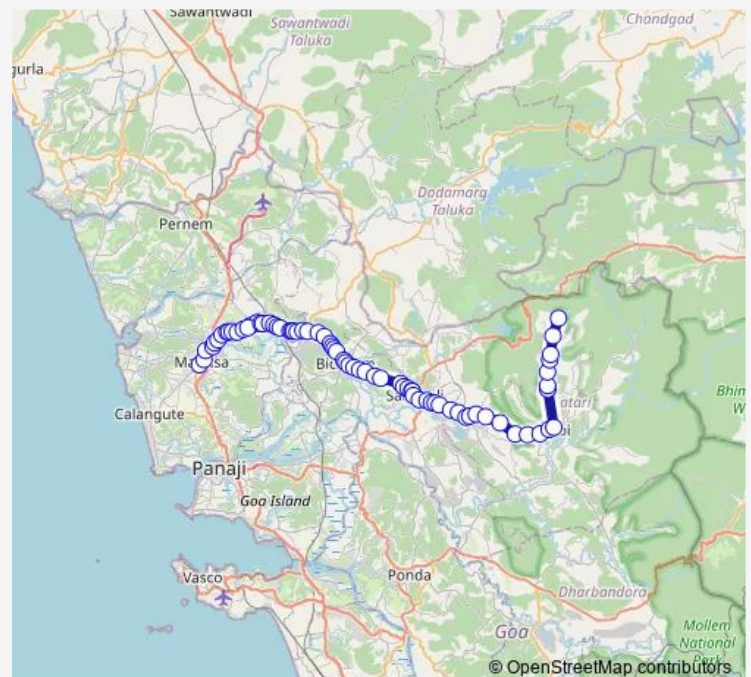 Sawantwadi
Sawantwadi
Taluka
Chandgad
gurla
Dodamarg
Taluka
Pernem
Calangute
Panaji
Goa Island
Vasco
Ponda
Dharbandora
Goa
Mollem
National
Park
© OpenStreetMap contributors